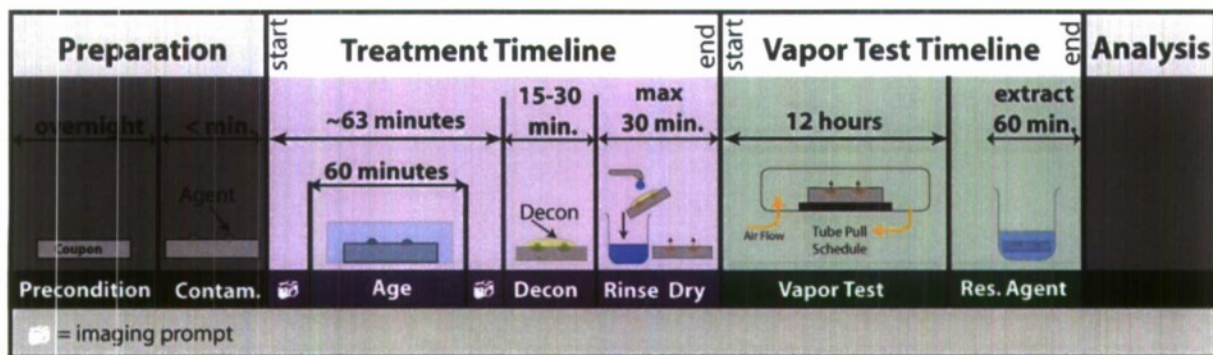 Preparation
start
Treatment Timeline
end
start
Vapor Test Timeline
end
Analysis
overnight
< min.
~63 minutes
15-30
min.
max
30 min.
12 hours
extract
60 min.
60 minutes
Agent
Coupon
Decon
Air Flow
Tube Pull
Schedule
Precondition
Contam.
Age
Decon
Rinse Dry
Vapor Test
Res. Agent
= imaging prompt